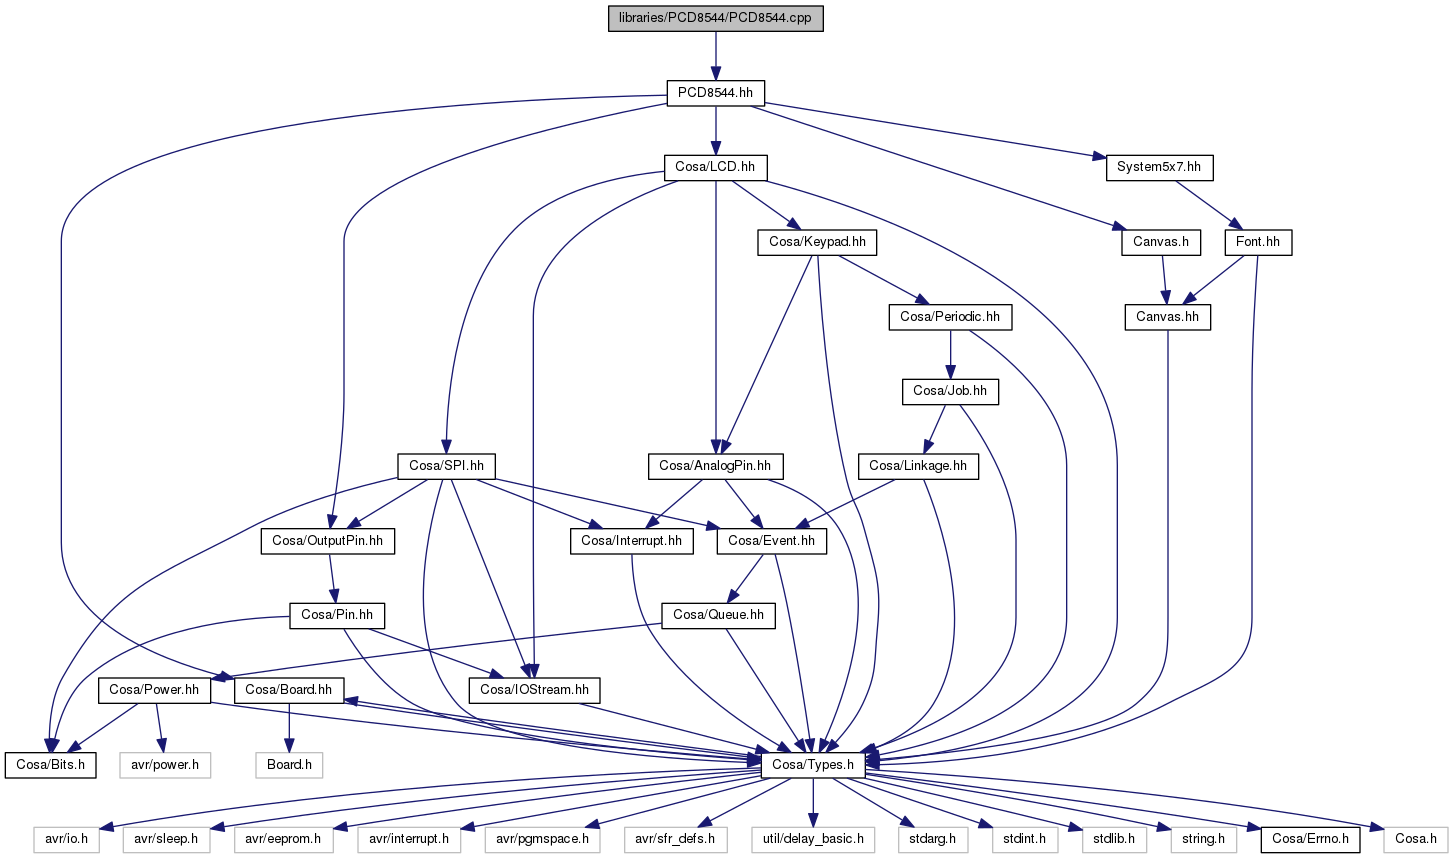 libraries/PCD8544/PCD8544.cpp
PCD8544.hh
Cosa/LCD.hh
System5x7.hh
Cosa/Keypad.hh
Canvas.h
Font.hh
Cosa/Periodic.hh
Canvas.hh
Cosa/Job.hh
Cosa/SPI.hh
Cosa/AnalogPin.hh
Cosa/Linkage.hh
Cosa/OutputPin.hh
Cosa/Interrupt.hh
Cosa/Event.hh
Cosa/Pin.hh
Cosa/Queue.hh
Cosa/Power.hh
Cosa/Board.hh
Cosa/IOStream.hh
Cosa/Bits.h
avr/power.h
Board.h
Cosa/Types.h
avr/io.h
avr/sleep.h
avr/eeprom.h
avr/interrupt.h
avr/pgmspace.h
avr/sfr_defs.h
util/delay_basic.h
stdarg.h
stdint.h
stdlib.h
string.h
Cosa/Errno.h
Cosa.h